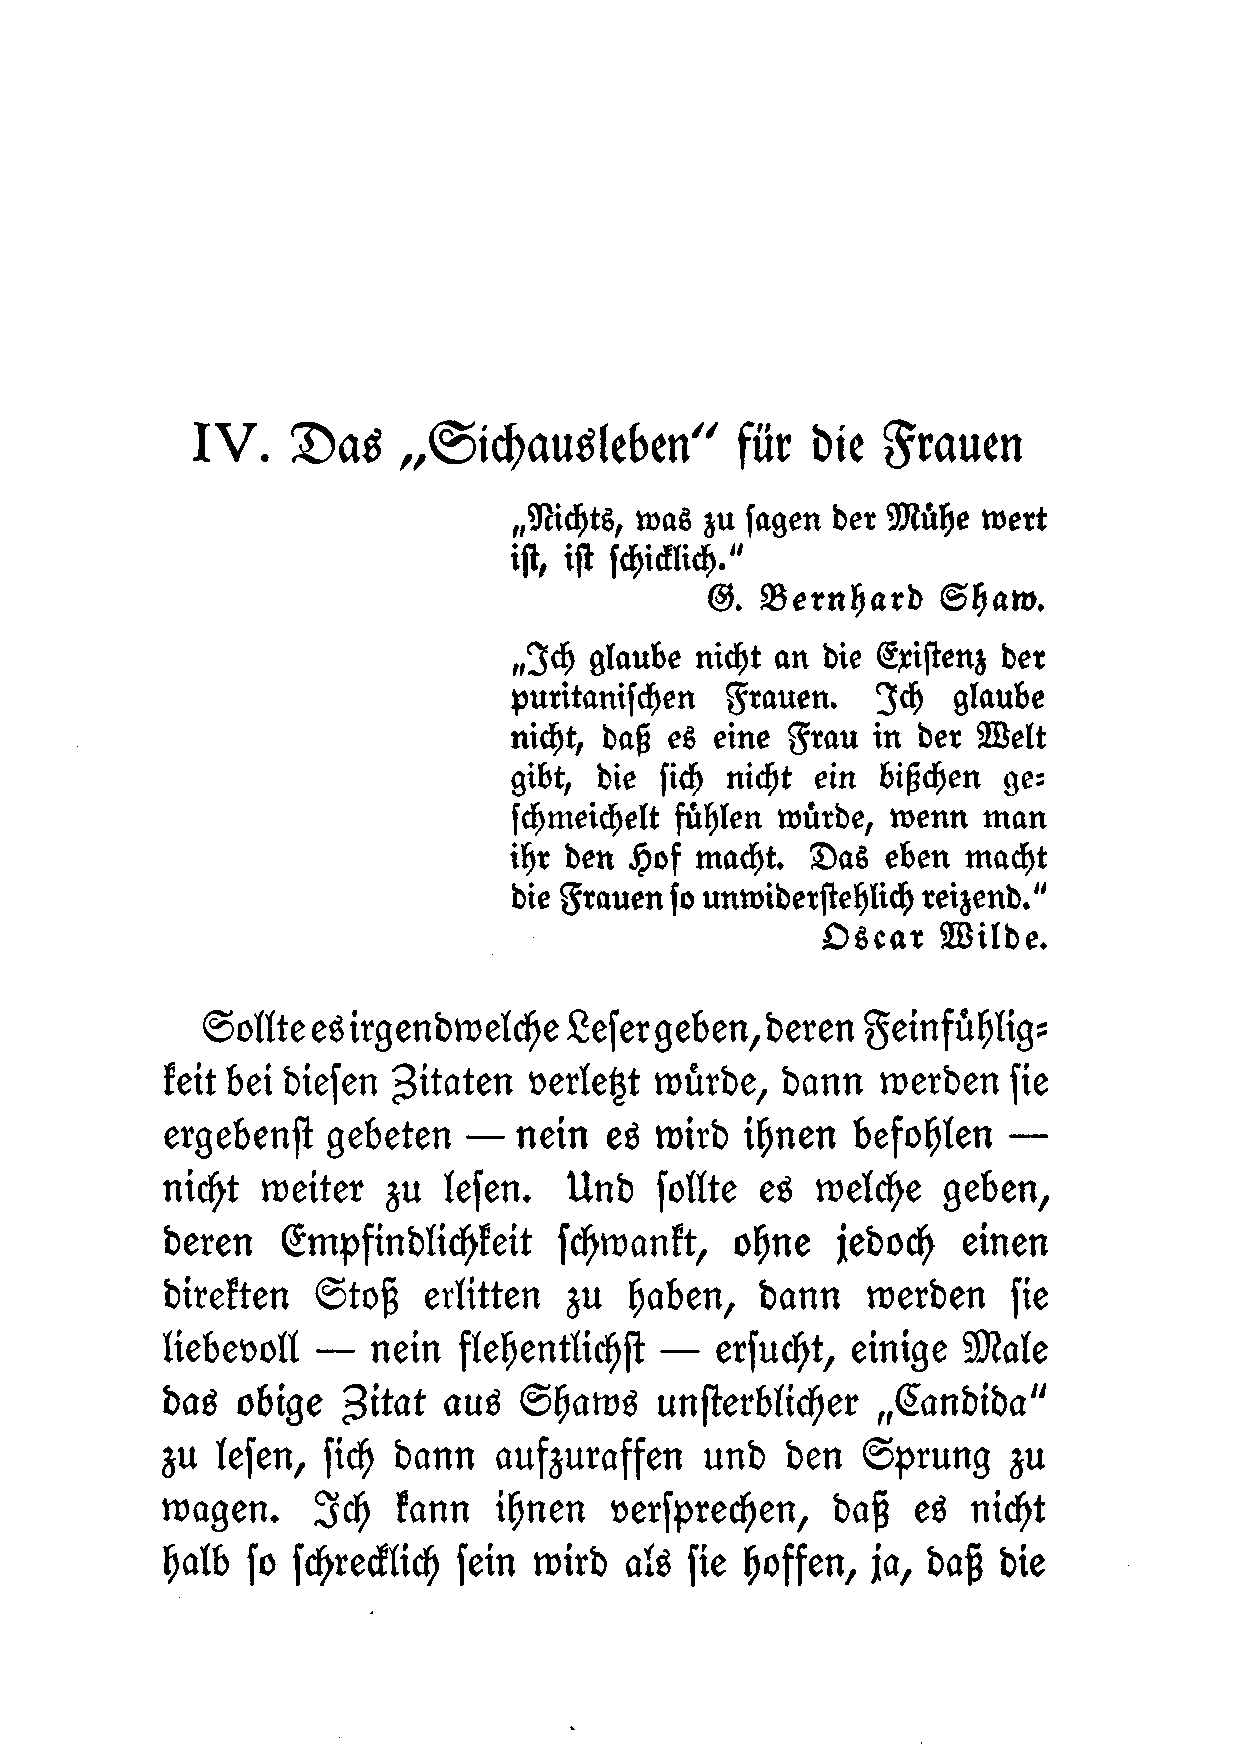 IV. Das „Sichausleben“ für die Frauen
„Nichts, was zu sagen der Mühe wert
ist, ist schicklich.“
G. Bernhard Shaw.
„Ich glaube nicht an die Existenz der
puritanischen Frauen. Ich glaube
nicht, daß es eine Frau in der Welt
gibt, die sich nicht ein bißchen ge-
schmeichelt fühlen würde, wenn man
ihr den Hof macht. Das eben macht
die Frauen so unwiderstehlich reizend.“
Oscar Wilde.
Sollte es irgendwelche Leser geben, deren Feinfühlig-
keit bei diesen Zitaten verletzt würde, dann werden sie
ergebenst gebeten — nein es wird ihnen befohlen —
nicht weiter zu lesen. Und sollte es welche geben,
deren Empfindlichkeit schwankt, ohne jedoch einen
direkten Stoß erlitten zu haben, dann werden sie
liebevoll — nein flehentlichst — ersucht, einige Male
das obige Zitat aus Shaws unsterblicher „Candida“
zu lesen, sich dann aufzuraffen und den Sprung zu
wagen. Ich kann ihnen versprechen, daß es nicht
halb so schrecklich sein wird als sie hoffen, ja, daß die